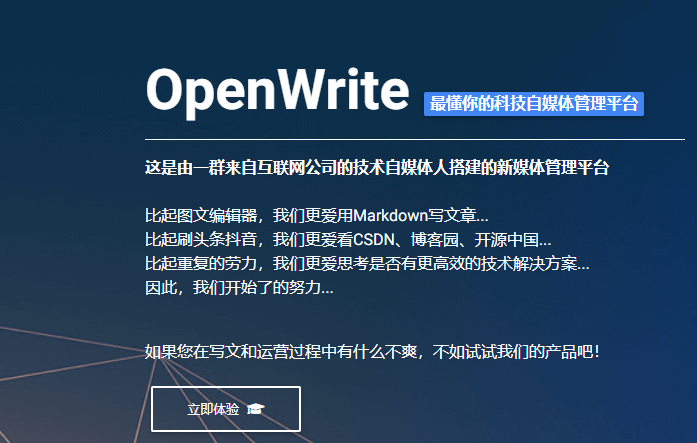 OpenWrite 最懂你的科技自媒体管理平台
这是由一群来自互联网公司的技术自媒体人搭建的新媒体管理平台
比起图文编辑器，我们更爱用Markdown写文章...
比起刷头条抖音，我们更爱看CSDN、博客园、开源中国...
比起重复的劳力，我们更爱思考是否有更高效的技术解决方案...
因此，我们开始了的努力...
如果您在写文和运营过程中有什么不爽，不如试试我们的产品吧！
立即体验